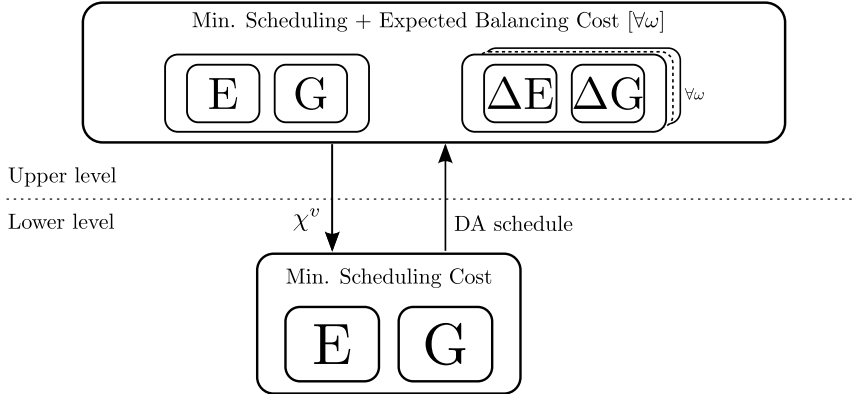 Min. Scheduling + Expected Balancing Cost [∀ω]
E G ΔE ΔG ∀ω
Upper level
Lower level
χ^v
DA schedule
Min. Scheduling Cost
E G